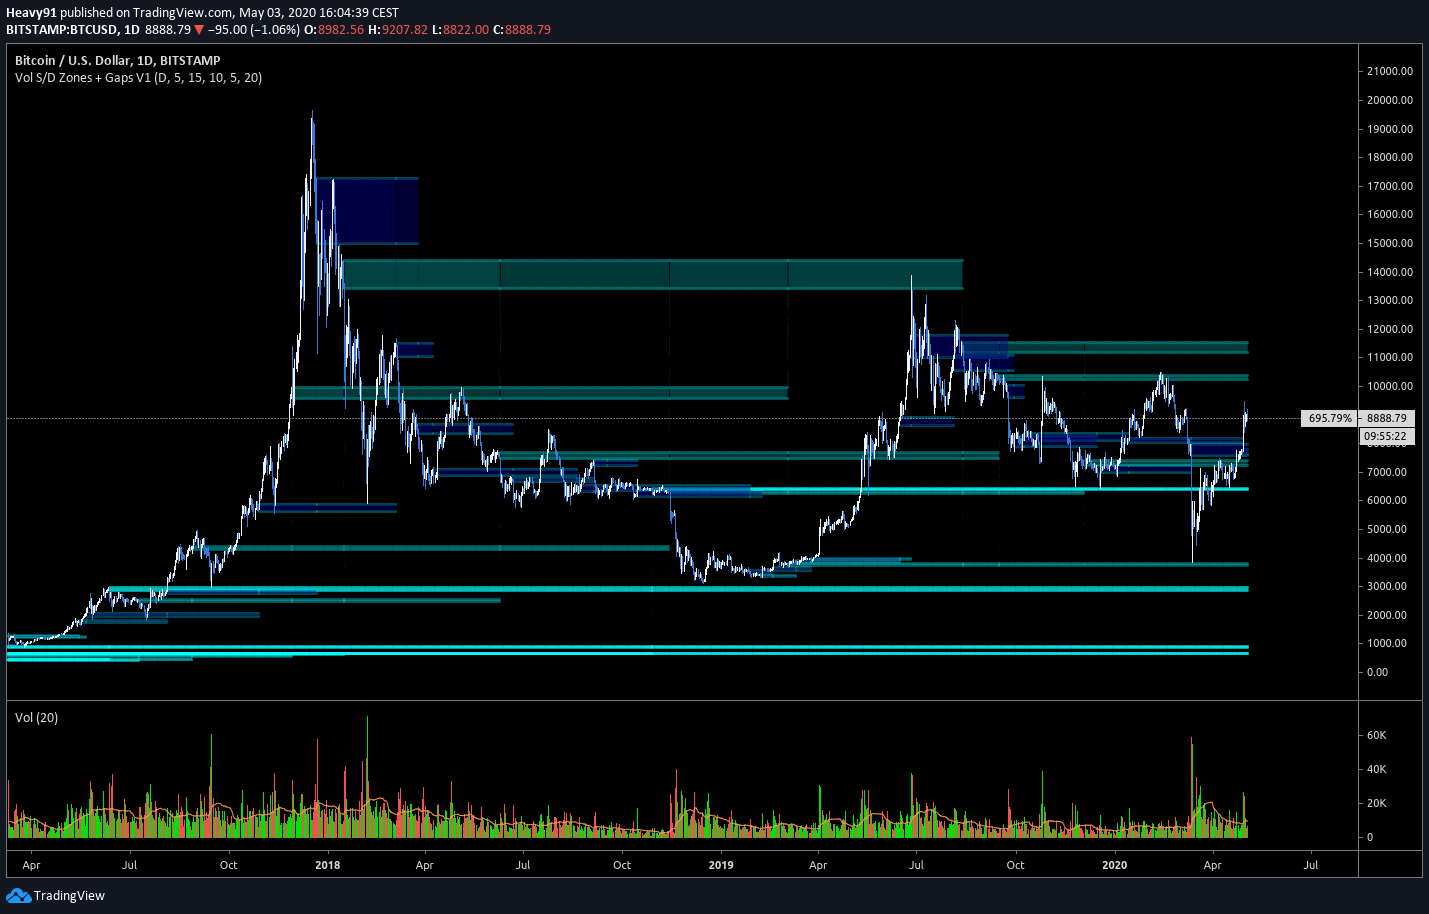 Heavy91 published on TradingView.com, May 03, 2020 16:04:39 CEST
BITSTAMP:BTCUSD, 1D 8888.79 ▼ −95.00 (−1.06%) O:8982.56 H:9207.82 L:8822.00 C:8888.79
Bitcoin / U.S. Dollar, 1D, BITSTAMP
Vol S/D Zones + Gaps V1 (D, 5, 15, 10, 5, 20)
21000.00
20000.00
19000.00
18000.00
17000.00
16000.00
15000.00
14000.00
13000.00
12000.00
11000.00
10000.00
695.79% 8888.79
09:55:22
7000.00
6000.00
5000.00
4000.00
3000.00
2000.00
1000.00
0.00
Vol (20)
60K
40K
20K
0
Apr Jul Oct 2018 Apr Jul Oct 2019 Apr Jul Oct 2020 Apr Jul
TradingView